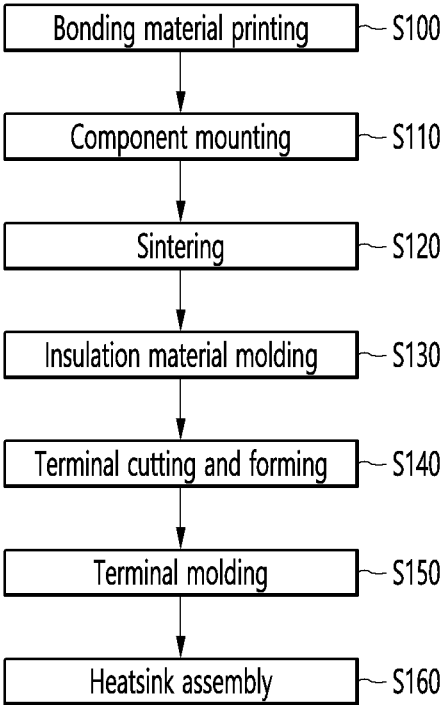 Bonding material printing S100
Component mounting S110
Sintering S120
Insulation material molding S130
Terminal cutting and forming S140
Terminal molding S150
Heatsink assembly S160